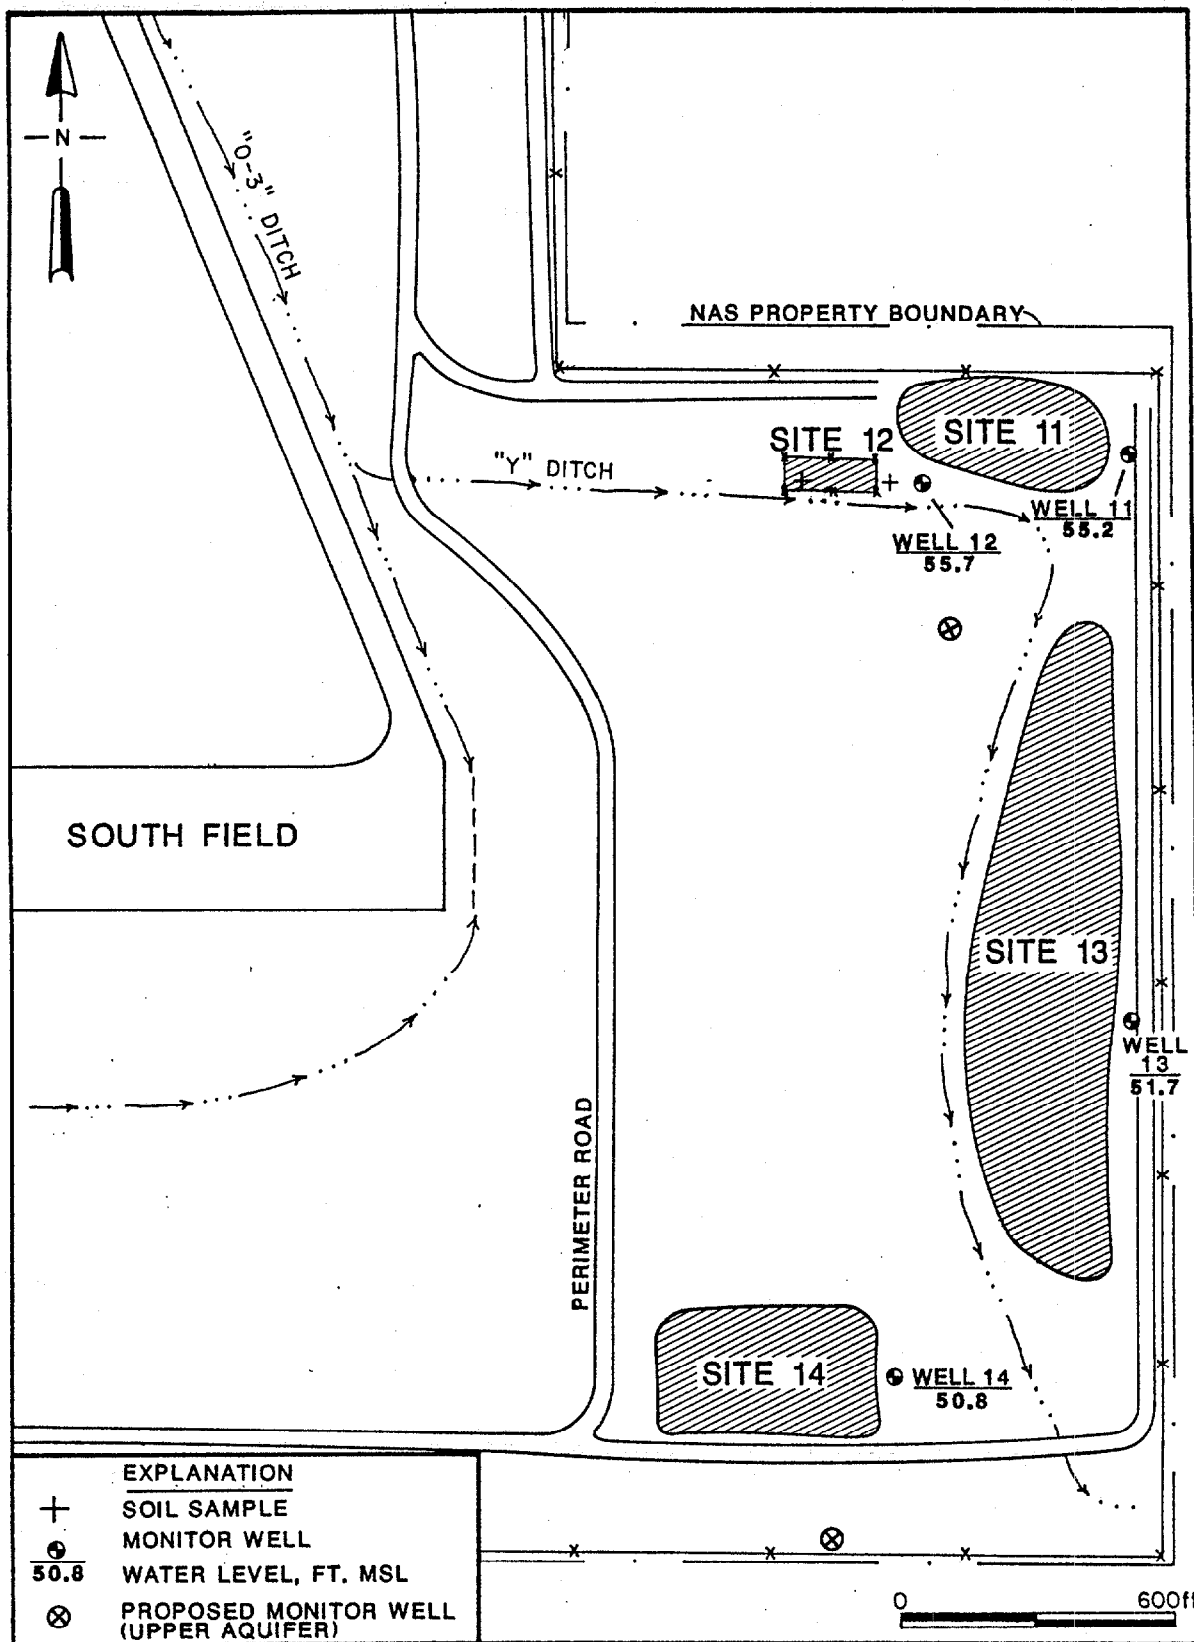 N
"0-3" DITCH
NAS PROPERTY BOUNDARY
SITE 12
SITE 11
"Y" DITCH
WELL 11
55.2
WELL 12
55.7
SOUTH FIELD
SITE 13
WELL
13
51.7
PERIMETER ROAD
SITE 14
WELL 14
50.8
EXPLANATION
SOIL SAMPLE
MONITOR WELL
50.8 WATER LEVEL, FT. MSL
PROPOSED MONITOR WELL
(UPPER AQUIFER)
0 600ft